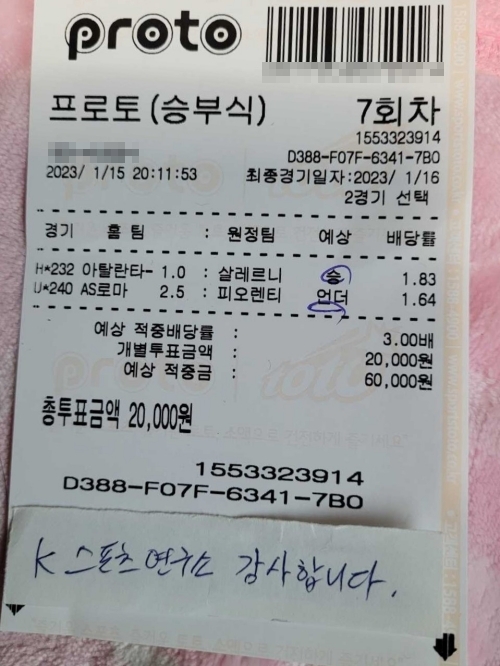 proto
프로토(승부식) 7회차
1553323914
D388-F07F-6341-7B0
2023/ 1/15 20:11:53 최종경기일자:2023/ 1/16
2경기 선택
경기 홈 팀 : 원정팀 예상 배당률
H*232 아탈란타- 1.0 : 살레르니 승 1.83
U*240 AS로마 2.5 : 피오렌티 언더 1.64
예상 적중배당률 : 3.00배
개별투표금액 : 20,000원
예상 적중금 : 60,000원
총투표금액 20,000원
1553323914
D388-F07F-6341-7B0
K 스포츠연구소 감사합니다.